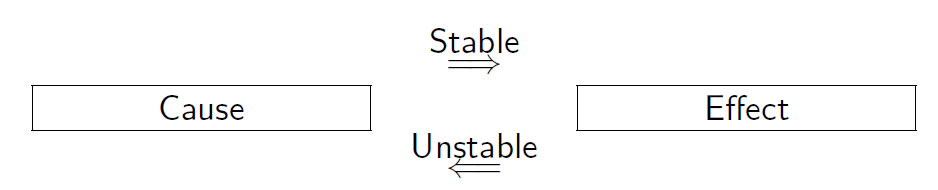 Stable
⟹
Cause
Effect
Unstable
⟸